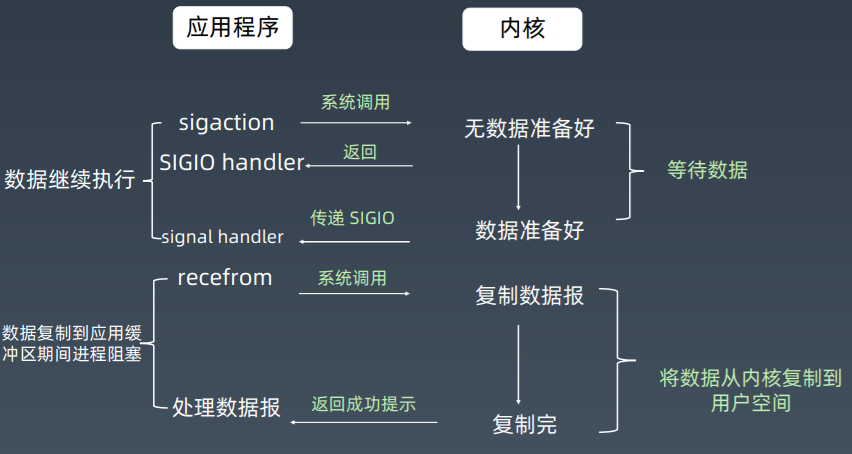 应用程序
内核
系统调用
sigaction
无数据准备好
返回
SIGIO handler
等待数据
数据继续执行
传递 SIGIO
signal handler
数据准备好
recefrom
系统调用
复制数据报
数据复制到应用缓
冲区期间进程阻塞
将数据从内核复制到
用户空间
返回成功提示
处理数据报
复制完